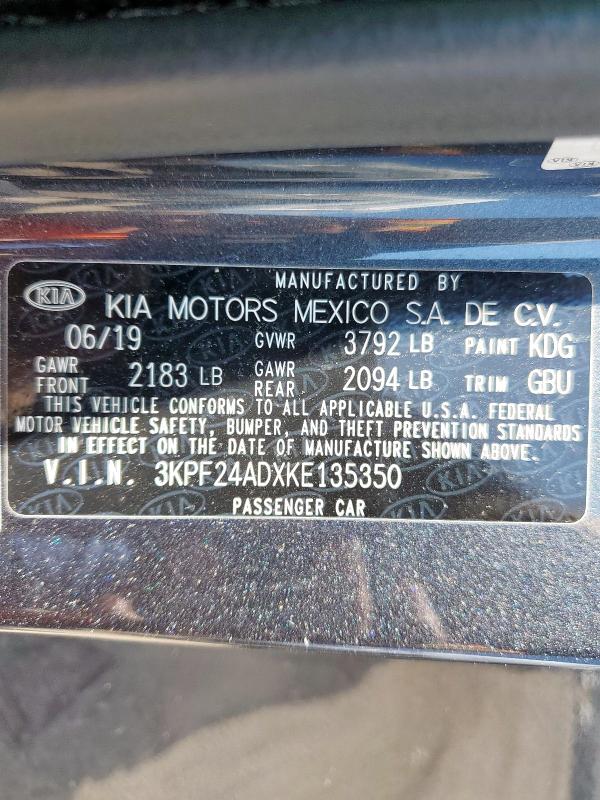 MANUFACTURED BY
KIA KIA MOTORS MEXICO S.A. DE C.V.
06/19 GVWR 3792 LB PAINT KDG
GAWR FRONT 2183 LB GAWR REAR 2094 LB TRIM GBU
THIS VEHICLE CONFORMS TO ALL APPLICABLE U.S.A. FEDERAL
MOTOR VEHICLE SAFETY, BUMPER, AND THEFT PREVENTION STANDARDS
IN EFFECT ON THE DATE OF MANUFACTURE SHOWN ABOVE.
V.I.N. 3KPF24ADXKE135350
PASSENGER CAR